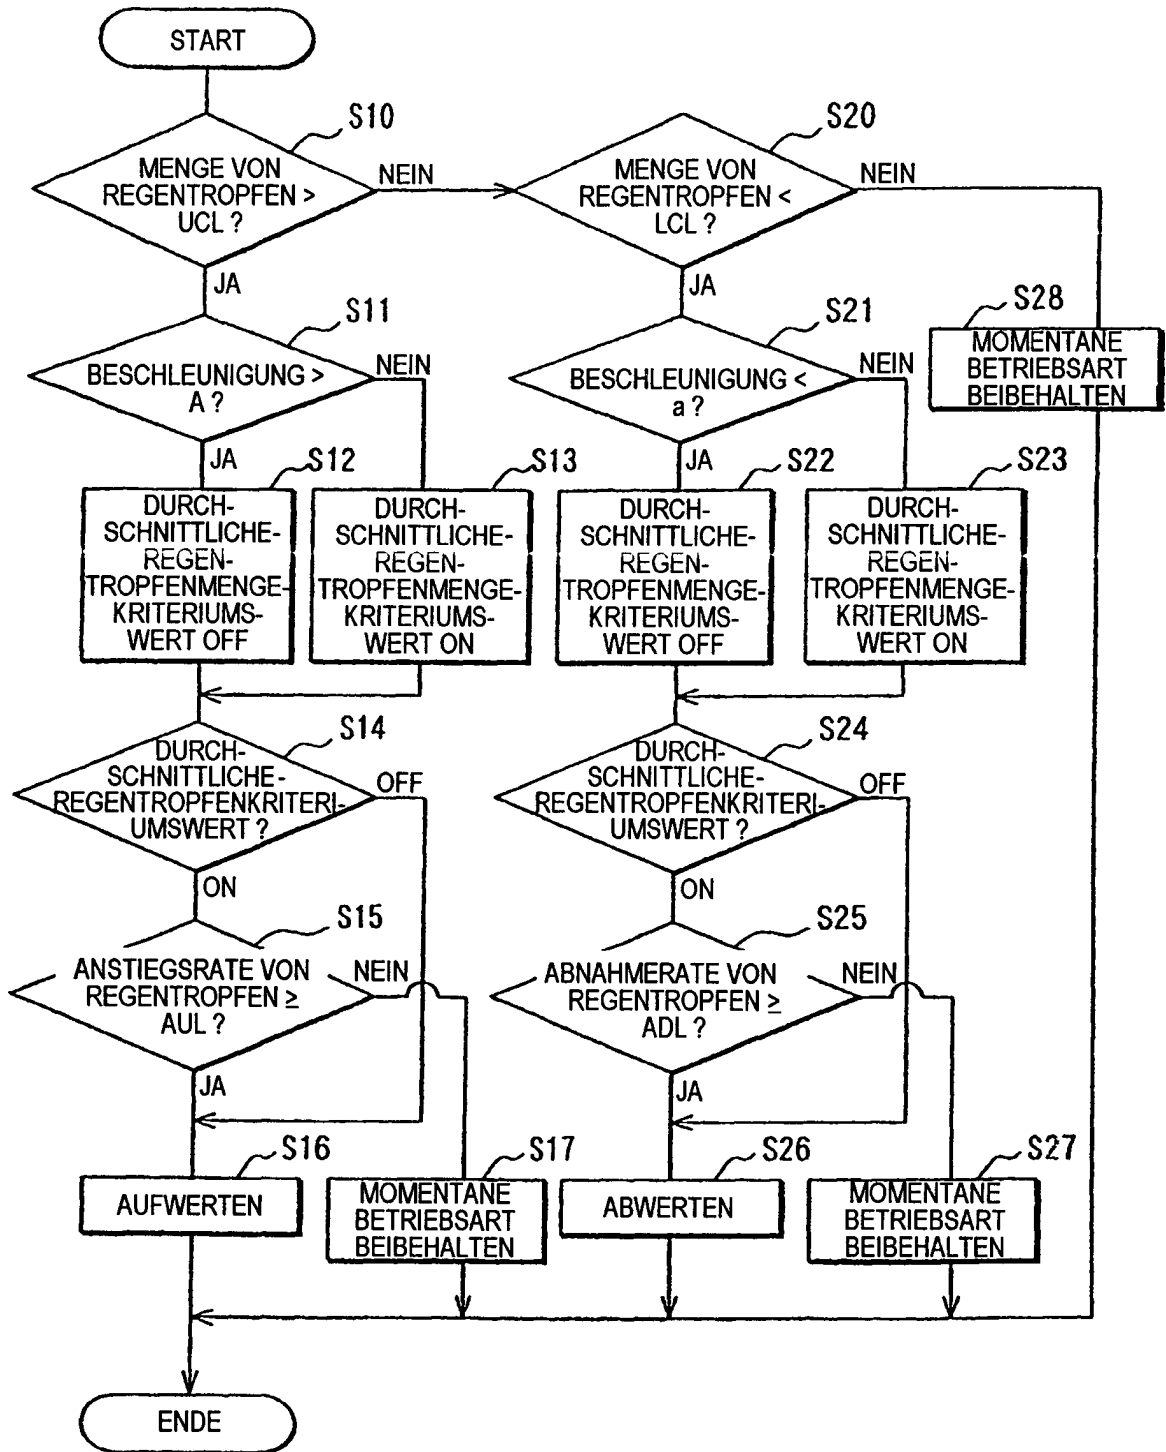 START
S10
MENGE VON
REGENTROPFEN >
UCL ?
NEIN
JA
S20
MENGE VON
REGENTROPFEN <
LCL ?
NEIN
JA
S11
BESCHLEUNIGUNG >
A ?
NEIN
JA
S21
BESCHLEUNIGUNG <
a ?
NEIN
JA
S28
MOMENTANE
BETRIEBSART
BEIBEHALTEN
S12
DURCH-
SCHNITTLICHE-
REGEN-
TROPFENMENGE-
KRITERIUMS-
WERT OFF
S13
DURCH-
SCHNITTLICHE-
REGEN-
TROPFENMENGE-
KRITERIUMS-
WERT ON
S22
DURCH-
SCHNITTLICHE-
REGEN-
TROPFENMENGE-
KRITERIUMS-
WERT OFF
S23
DURCH-
SCHNITTLICHE-
REGEN-
TROPFENMENGE-
KRITERIUMS-
WERT ON
S14
DURCH-
SCHNITTLICHE-
REGENTROPFENKRITERI-
UMSWERT ?
OFF
ON
S24
DURCH-
SCHNITTLICHE-
REGENTROPFENKRITERI-
UMSWERT ?
OFF
ON
S15
ANSTIEGSRATE VON
REGENTROPFEN ≥
AUL ?
NEIN
JA
S25
ABNAHMERATE VON
REGENTROPFEN ≥
ADL ?
NEIN
JA
S16
AUFWERTEN
S17
MOMENTANE
BETRIEBSART
BEIBEHALTEN
S26
ABWERTEN
S27
MOMENTANE
BETRIEBSART
BEIBEHALTEN
ENDE